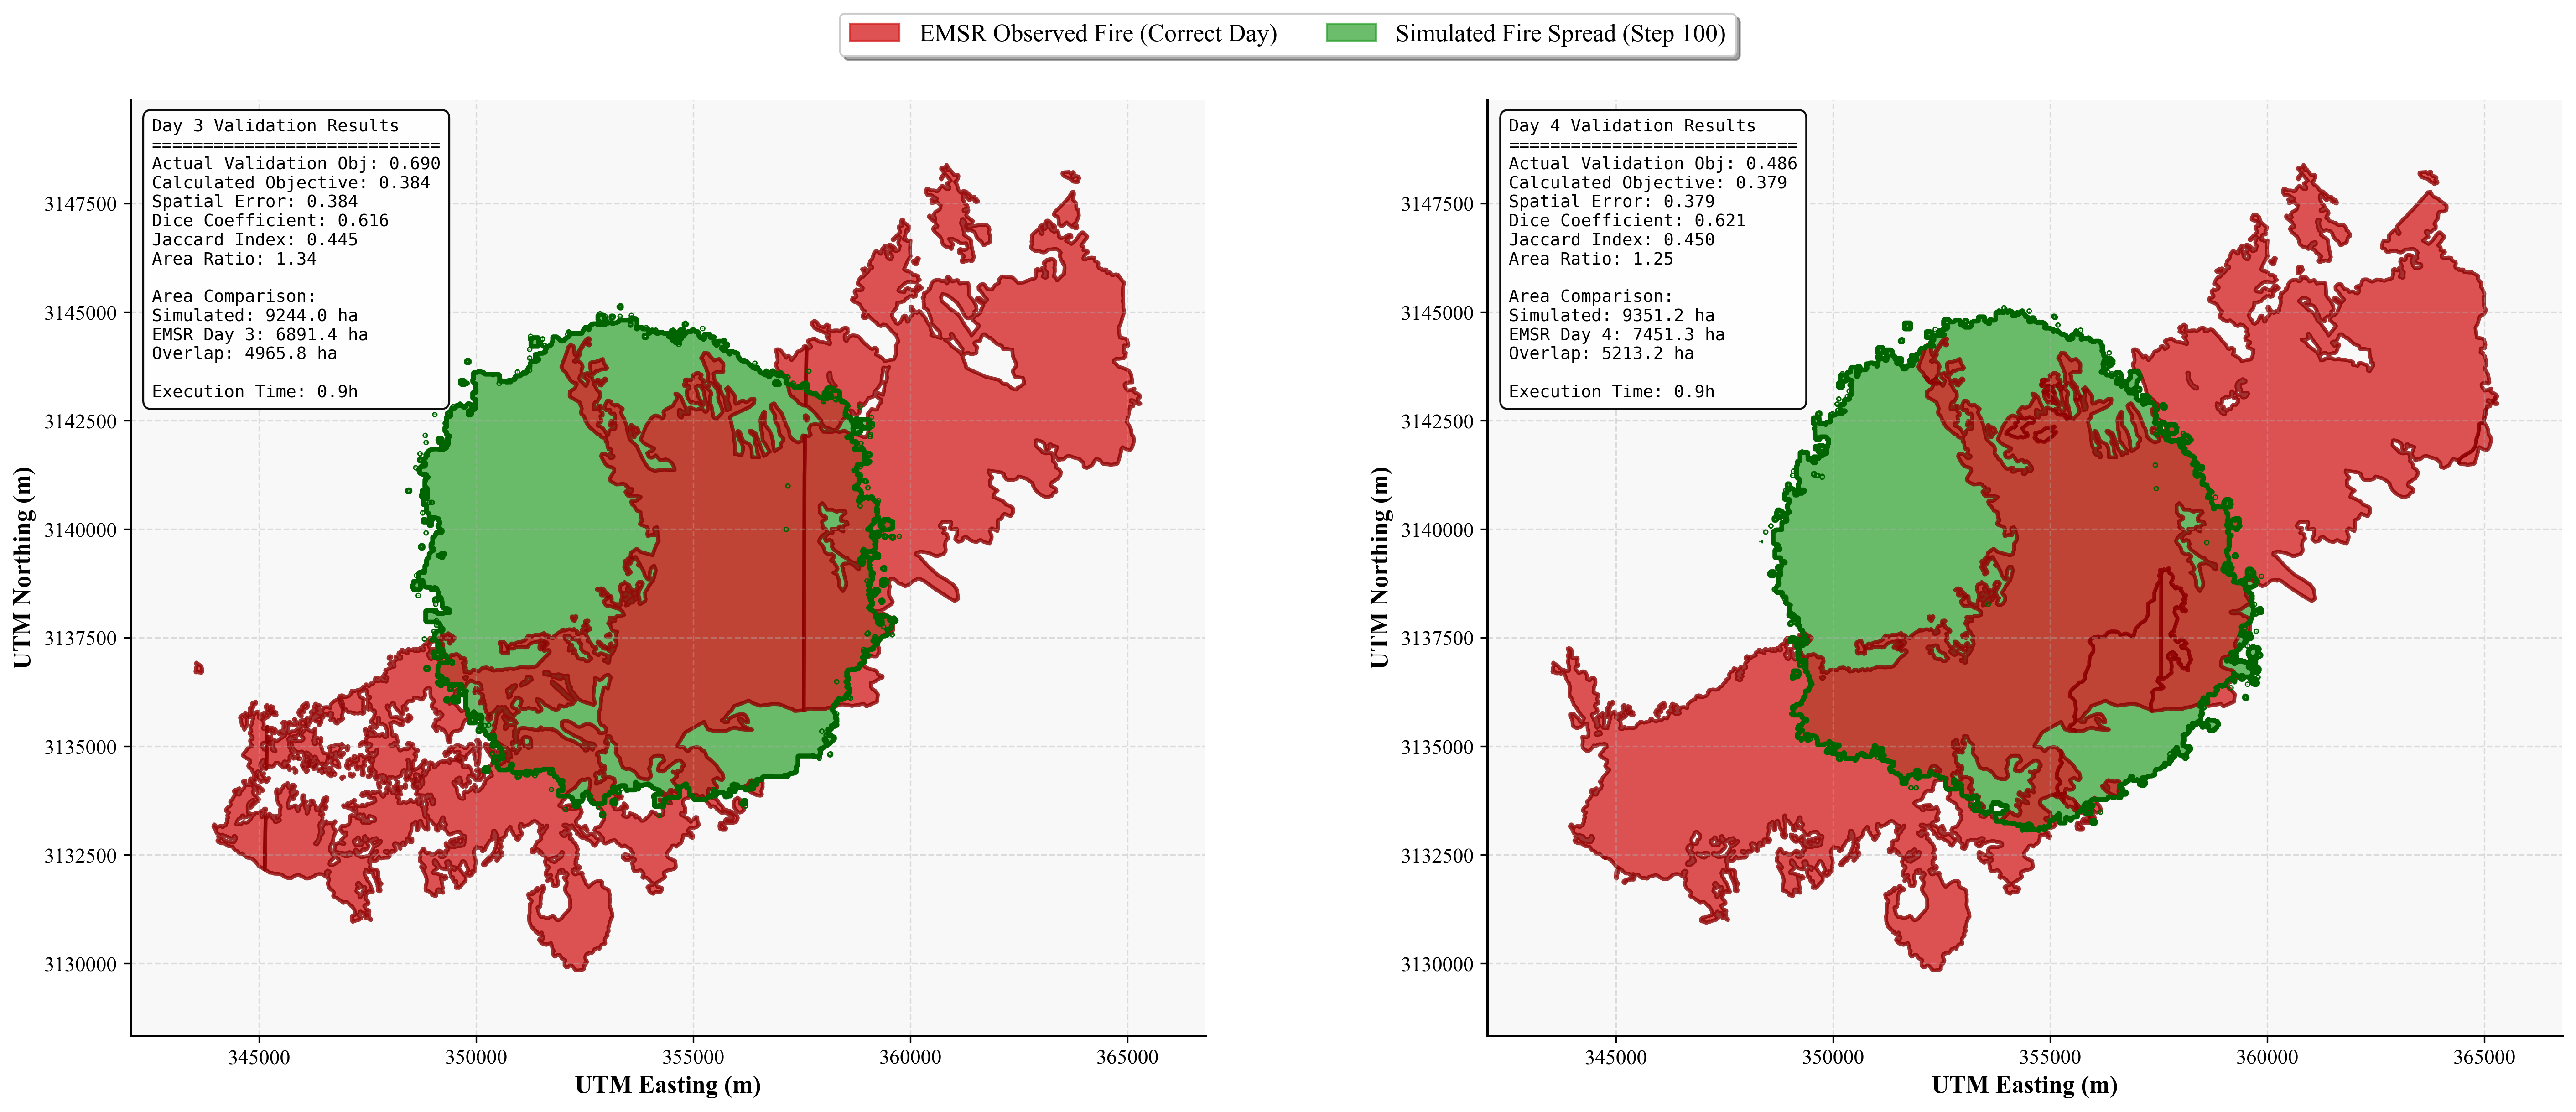 EMSR Observed Fire (Correct Day) Simulated Fire Spread (Step 100)
Day 3 Validation Results
============================
Actual Validation Obj: 0.690
Calculated Objective: 0.384
Spatial Error: 0.384
Dice Coefficient: 0.616
Jaccard Index: 0.445
Area Ratio: 1.34
Area Comparison:
Simulated: 9244.0 ha
EMSR Day 3: 6891.4 ha
Overlap: 4965.8 ha
Execution Time: 0.9h
3147500
3145000
3142500
3140000
3137500
3135000
3132500
3130000
UTM Northing (m)
345000 350000 355000 360000 365000
UTM Easting (m)
Day 4 Validation Results
============================
Actual Validation Obj: 0.486
Calculated Objective: 0.379
Spatial Error: 0.379
Dice Coefficient: 0.621
Jaccard Index: 0.450
Area Ratio: 1.25
Area Comparison:
Simulated: 9351.2 ha
EMSR Day 4: 7451.3 ha
Overlap: 5213.2 ha
Execution Time: 0.9h
3147500
3145000
3142500
3140000
3137500
3135000
3132500
3130000
UTM Northing (m)
345000 350000 355000 360000 365000
UTM Easting (m)